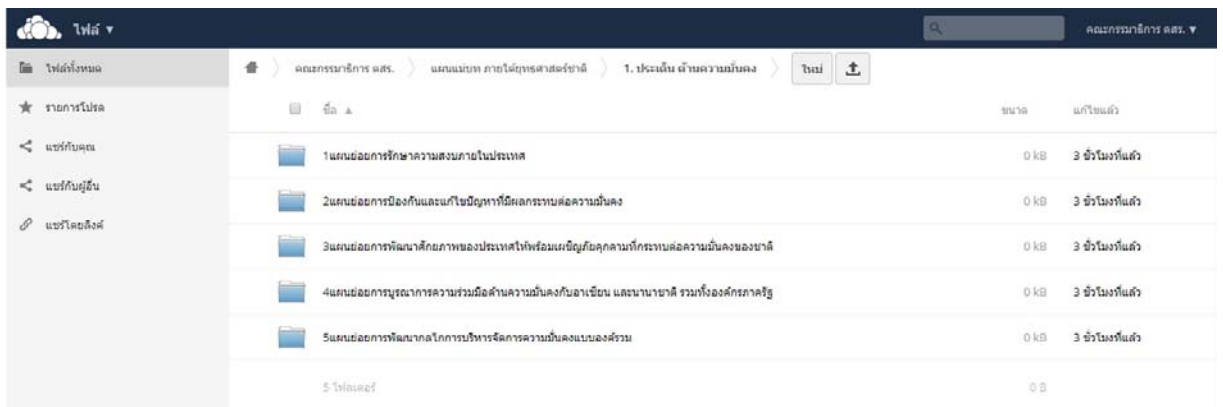 ไฟล์ ▼
คณะกรรมาธิการ ตสร. ▼
ไฟล์ทั้งหมด
รายการโปรด
แชร์กับคุณ
แชร์กับผู้อื่น
แชร์โดยลิงค์
คณะกรรมาธิการ ตสร. แผนแม่บท ภายใต้ยุทธศาสตร์ชาติ 1. ประเด็น ด้านความมั่นคง ใหม่
ชื่อ ▲ ขนาด แก้ไขแล้ว
1แผนย่อยการรักษาความสงบภายในประเทศ 0 kB 3 ชั่วโมงที่แล้ว
2แผนย่อยการป้องกันและแก้ไขปัญหาที่มีผลกระทบต่อความมั่นคง 0 kB 3 ชั่วโมงที่แล้ว
3แผนย่อยการพัฒนาศักยภาพของประเทศให้พร้อมเผชิญภัยคุกคามที่กระทบต่อความมั่นคงของชาติ 0 kB 3 ชั่วโมงที่แล้ว
4แผนย่อยการบูรณาการความร่วมมือด้านความมั่นคงกับอาเซียน และนานาชาติ รวมทั้งองค์กรภาครัฐ 0 kB 3 ชั่วโมงที่แล้ว
5แผนย่อยการพัฒนากลไกการบริหารจัดการความมั่นคงแบบองค์รวม 0 kB 3 ชั่วโมงที่แล้ว
5 โฟลเดอร์ 0 B